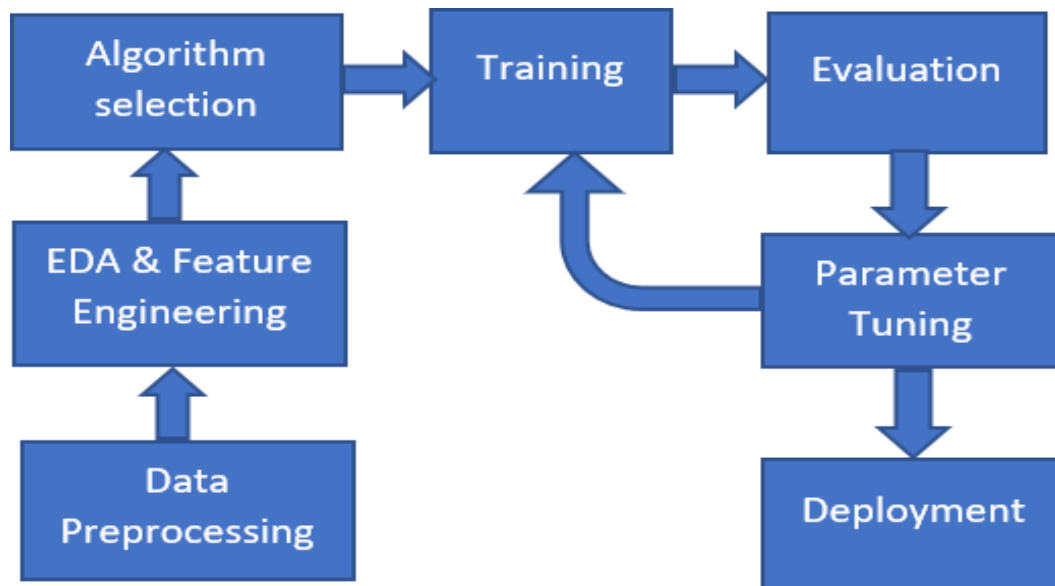 Algorithm
selection
Training
Evaluation
EDA & Feature
Engineering
Parameter
Tuning
Data
Preprocessing
Deployment